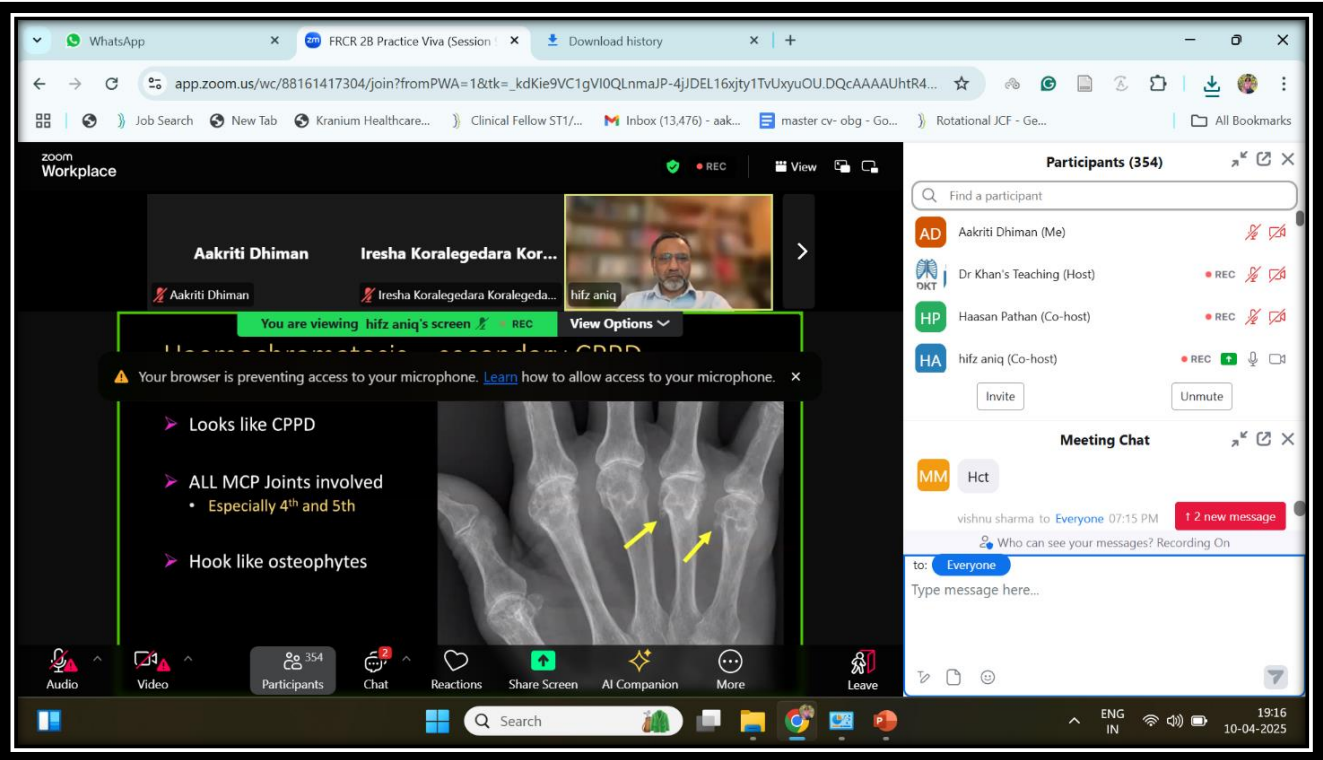 WhatsApp
FRCR 2B Practice Viva (Session
Download history
app.zoom.us/wc/88161417304/join?fromPWA=1&tk=_kdKie9VC1gVI0QLnmaJP-4jJDEL16xjty1TvUxyuOU.DQcAAAAUhtR4...
Job Search
New Tab
Kranium Healthcare...
Clinical Fellow ST1/...
Inbox (13,476) - aak...
master cv- obg - Go...
Rotational JCF - Ge...
All Bookmarks
zoom
Workplace
REC
View
Aakriti Dhiman
Iresha Koralegedara Kor...
Aakriti Dhiman
Iresha Koralegedara Koralegeda...
hifz aniq
You are viewing hifz aniq's screen
REC
View Options
Haemochromatosis – secondary CPPD
Your browser is preventing access to your microphone. Learn how to allow access to your microphone.
Looks like CPPD
ALL MCP Joints involved
• Especially 4th and 5th
Hook like osteophytes
Audio
Video
354
Participants
2
Chat
Reactions
Share Screen
AI Companion
More
Leave
Participants (354)
Find a participant
AD
Aakriti Dhiman (Me)
DKT
Dr Khan's Teaching (Host)
REC
HP
Haasan Pathan (Co-host)
REC
HA
hifz aniq (Co-host)
REC
Invite
Unmute
Meeting Chat
MM
Hct
vishnu sharma to Everyone 07:15 PM
↑ 2 new message
Who can see your messages? Recording On
to: Everyone
Type message here...
Search
ENG
IN
19:16
10-04-2025